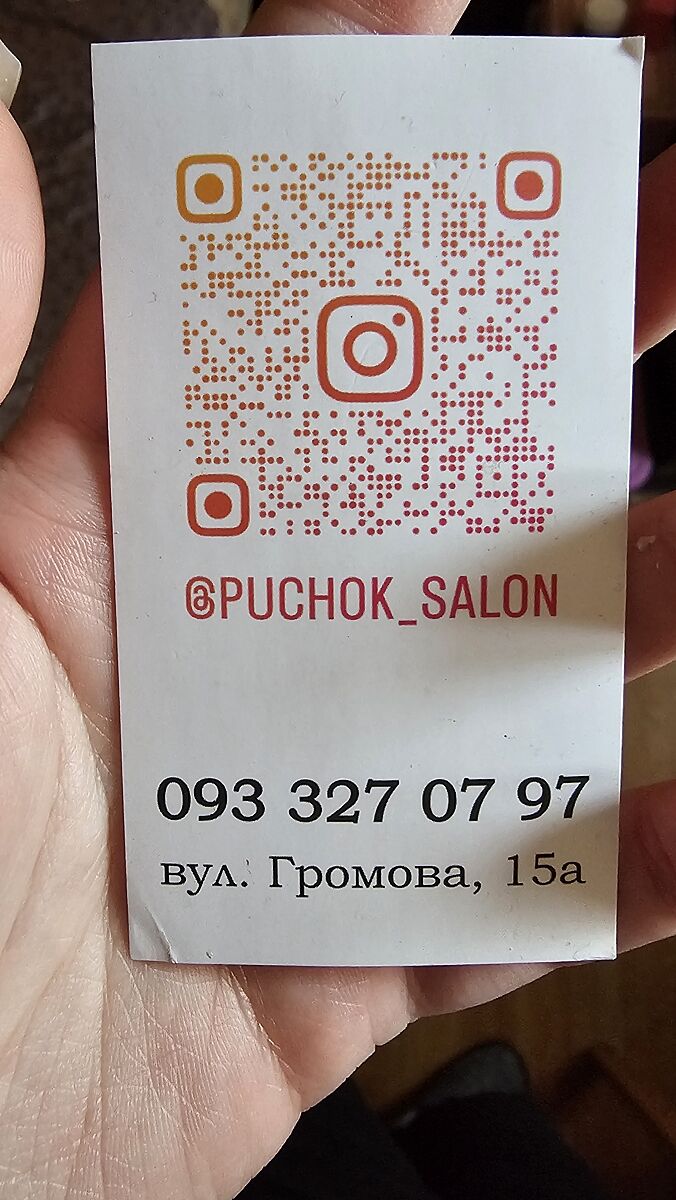 @PUCHOK_SALON
093 327 07 97
вул. Громова, 15а